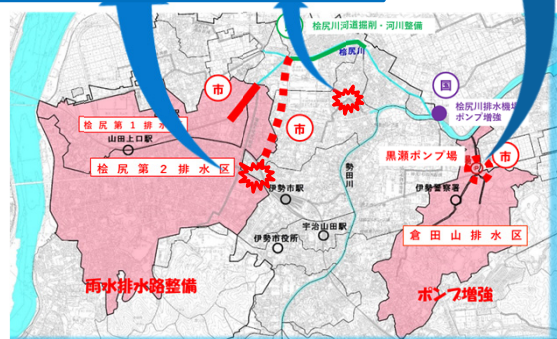 桧尻川河道掘削・河川整備
桧尻川
国
市
桧尻川排水機場
ポンプ増強
桧尻第1排水
山田上口駅
市
黒瀬ポンプ場
市
桧尻第2排水区
勢田川
伊勢市駅
伊勢警察署
宇治山田駅
伊勢市役所
倉田山排水区
雨水排水路整備
ポンプ増強